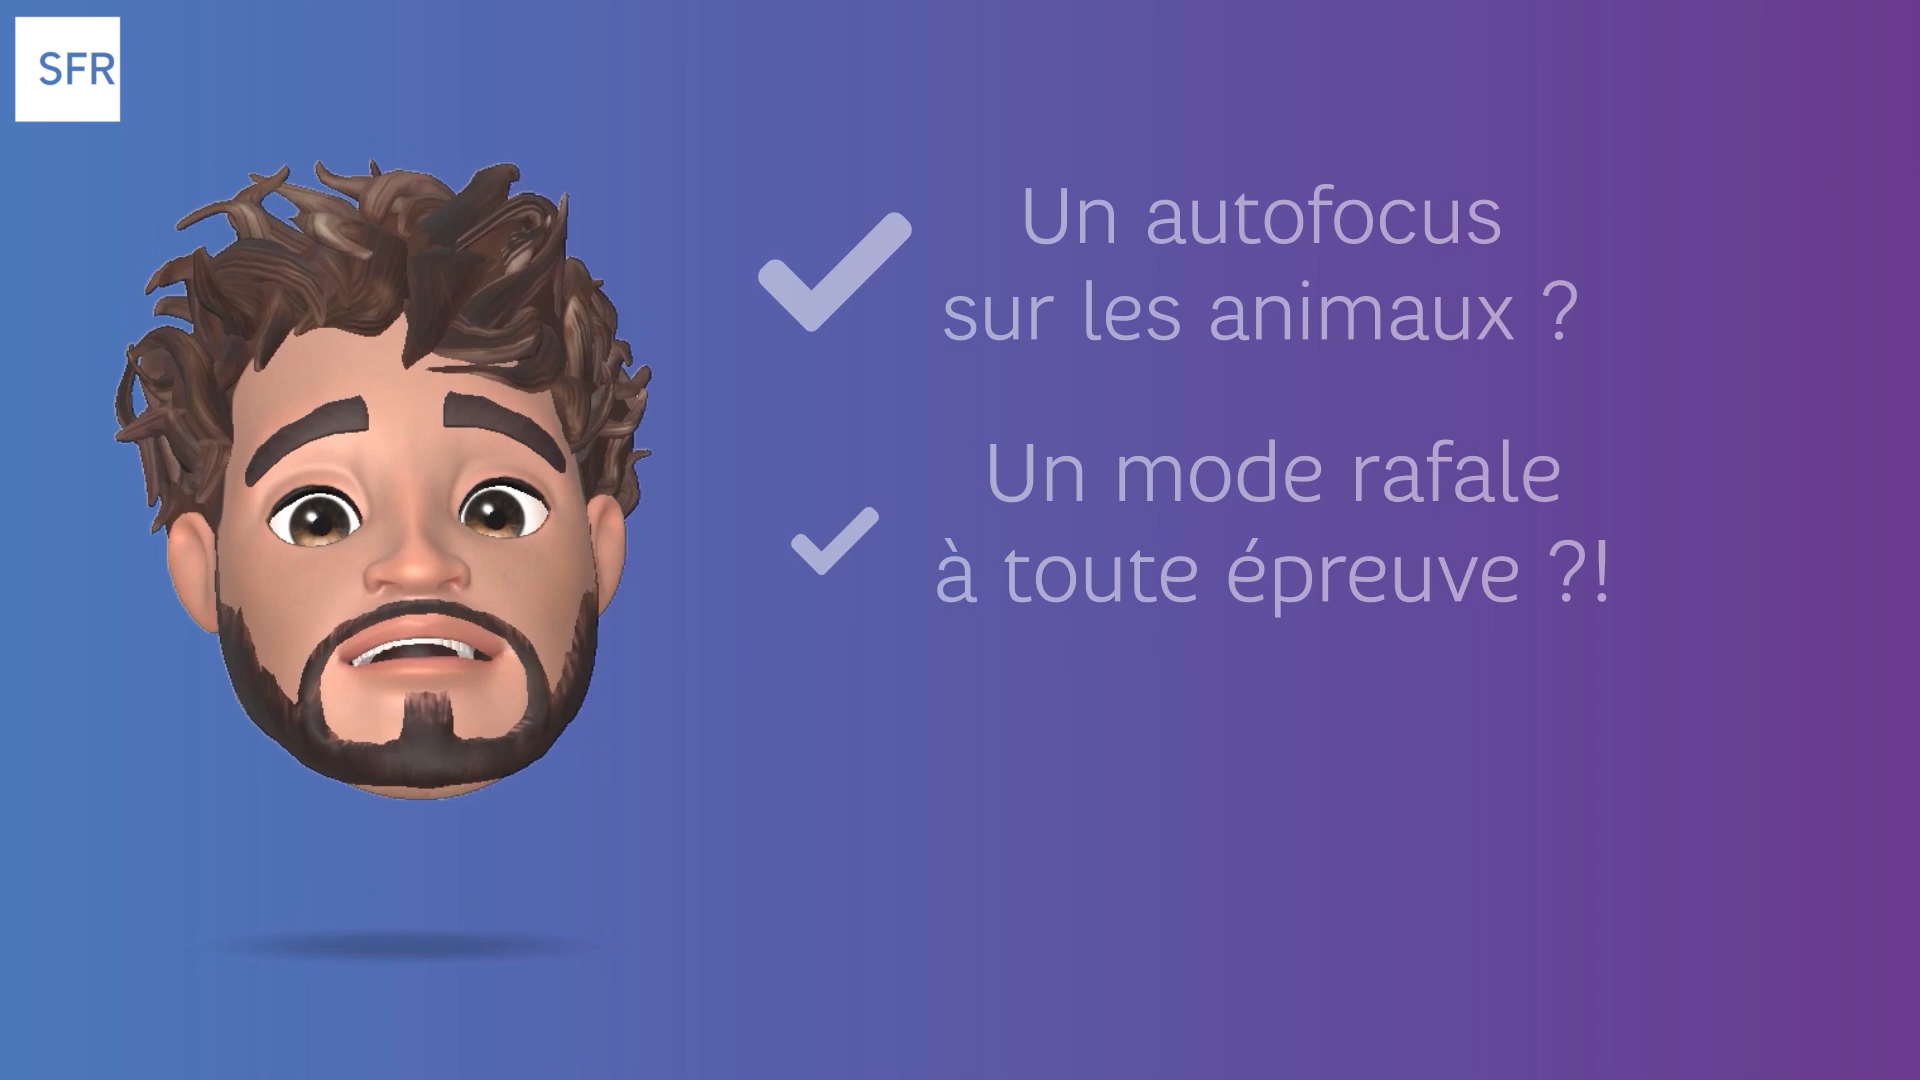 SFR
Un autofocus
sur les animaux ?
Un mode rafale
à toute épreuve ?!